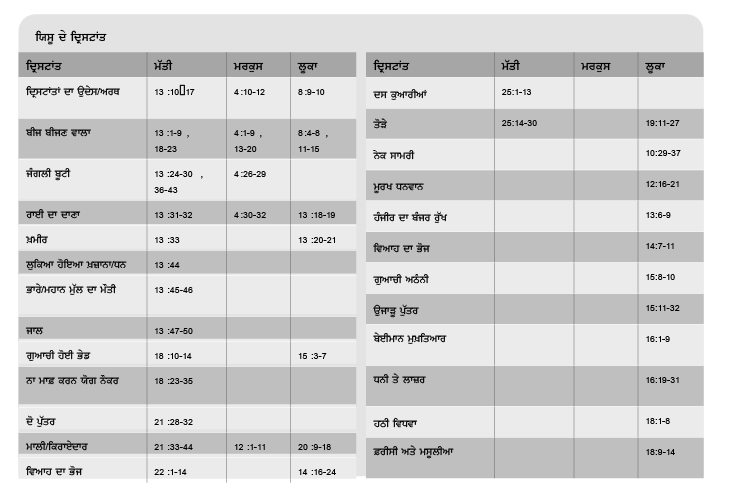 ਯਿਸੂ ਦੇ ਦ੍ਰਿਸਟਾਂਤ
ਦ੍ਰਿਸਟਾਂਤ ਮੱਤੀ ਮਰਕੁਸ ਲੂਕਾ
ਦ੍ਰਿਸਟਾਂਤਾਂ ਦਾ ਉਦੇਸ/ਅਰਥ 13 :10▯17 4:10-12 8:9-10
ਬੀਜ ਬੀਜਣ ਵਾਲਾ 13 :1-9 , 4:1-9 , 8:4-8 ,
18-23 13-20 11-15
ਜੰਗਲੀ ਬੂਟੀ 13 :24-30 , 4:26-29
36-43
ਰਾਈ ਦਾ ਦਾਣਾ 13 :31-32 4:30-32 13 :18-19
ਖ਼ਮੀਰ 13 :33 13 :20-21
ਲੁਕਿਆ ਹੋਇਆ ਖ਼ਜ਼ਾਨਾ/ਧਨ 13 :44
ਭਾਰੇ/ਮਹਾਨ ਮੁੱਲ ਦਾ ਮੌਤੀ 13 :45-46
ਜਾਲ 13 :47-50
ਗੁਆਚੀ ਹੋਈ ਭੇਡ 18 :10-14 15 :3-7
ਨਾ ਮਾਫ਼ ਕਰਨ ਯੋਗ ਨੌਕਰ 18 :23-35
ਦੋ ਪੁੱਤਰ 21 :28-32
ਮਾਲੀ/ਕਿਰਾਏਦਾਰ 21 :33-44 12 :1-11 20 :9-18
ਵਿਆਹ ਦਾ ਭੋਜ 22 :1-14 14 :16-24
ਦ੍ਰਿਸਟਾਂਤ ਮੱਤੀ ਮਰਕੁਸ ਲੂਕਾ
ਦਸ ਕੁਆਰੀਆਂ 25:1-13
ਤੋੜੇ 25:14-30 19:11-27
ਨੇਕ ਸਾਮਰੀ 10:29-37
ਮੂਰਖ ਧਨਵਾਨ 12:16-21
ਹੰਜੀਰ ਦਾ ਬੰਜਰ ਰੁੱਖ 13:6-9
ਵਿਆਹ ਦਾ ਭੋਜ 14:7-11
ਗੁਆਚੀ ਅਠੰਨੀ 15:8-10
ਉਜਾੜੂ ਪੁੱਤਰ 15:11-32
ਬੇਈਮਾਨ ਮੁਖ਼ਤਿਆਰ 16:1-9
ਧਨੀ ਤੇ ਲਾਜ਼ਰ 16:19-31
ਹਠੀ ਵਿਧਵਾ 18:1-8
ਫ਼ਰੀਸੀ ਅਤੇ ਮਸੂਲੀਆ 18:9-14